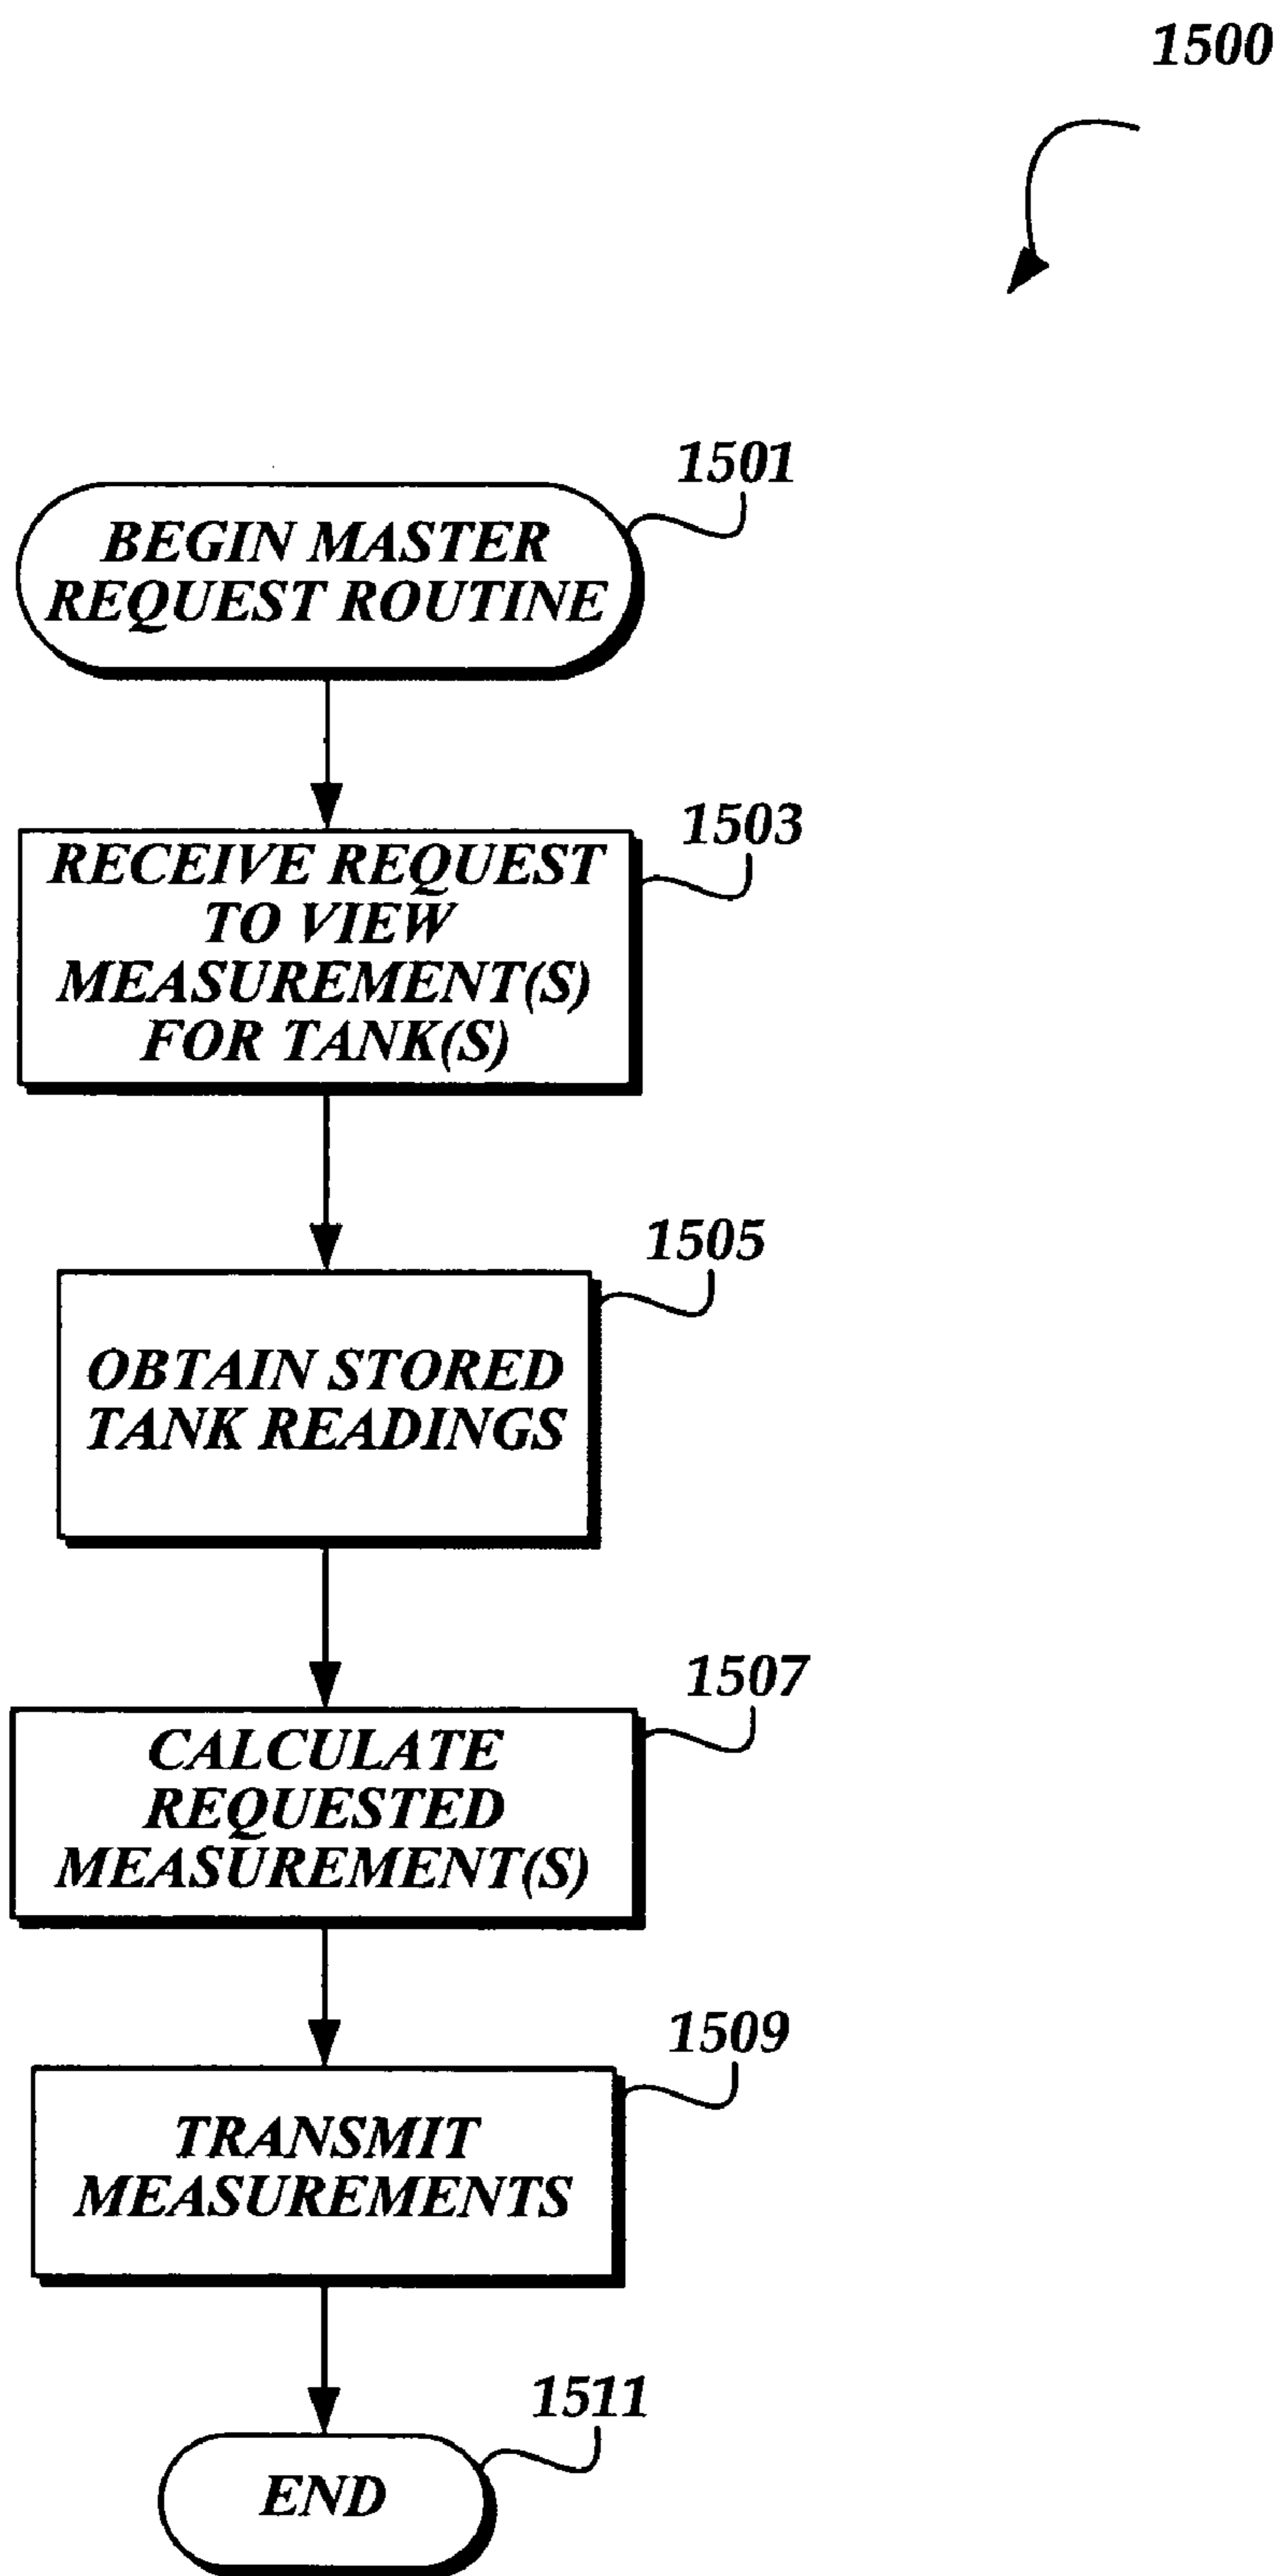 1500
1501
BEGIN MASTER
REQUEST ROUTINE
1503
RECEIVE REQUEST
TO VIEW
MEASUREMENT(S)
FOR TANK(S)
1505
OBTAIN STORED
TANK READINGS
1507
CALCULATE
REQUESTED
MEASUREMENT(S)
1509
TRANSMIT
MEASUREMENTS
1511
END